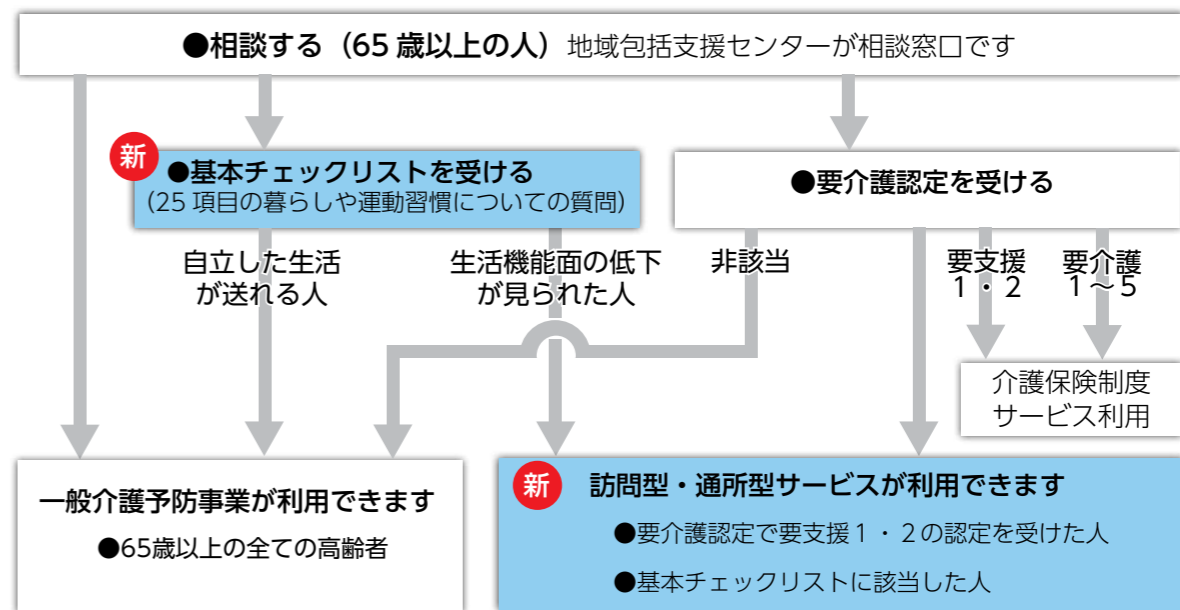 ●相談する（65歳以上の人）地域包括支援センターが相談窓口です
新
●基本チェックリストを受ける
（25項目の暮らしや運動習慣についての質問）
●要介護認定を受ける
自立した生活
が送れる人
生活機能面の低下
が見られた人
非該当
要支援
1・2
要介護
1～5
介護保険制度
サービス利用
一般介護予防事業が利用できます
●65歳以上の全ての高齢者
新
訪問型・通所型サービスが利用できます
●要介護認定で要支援1・2の認定を受けた人
●基本チェックリストに該当した人